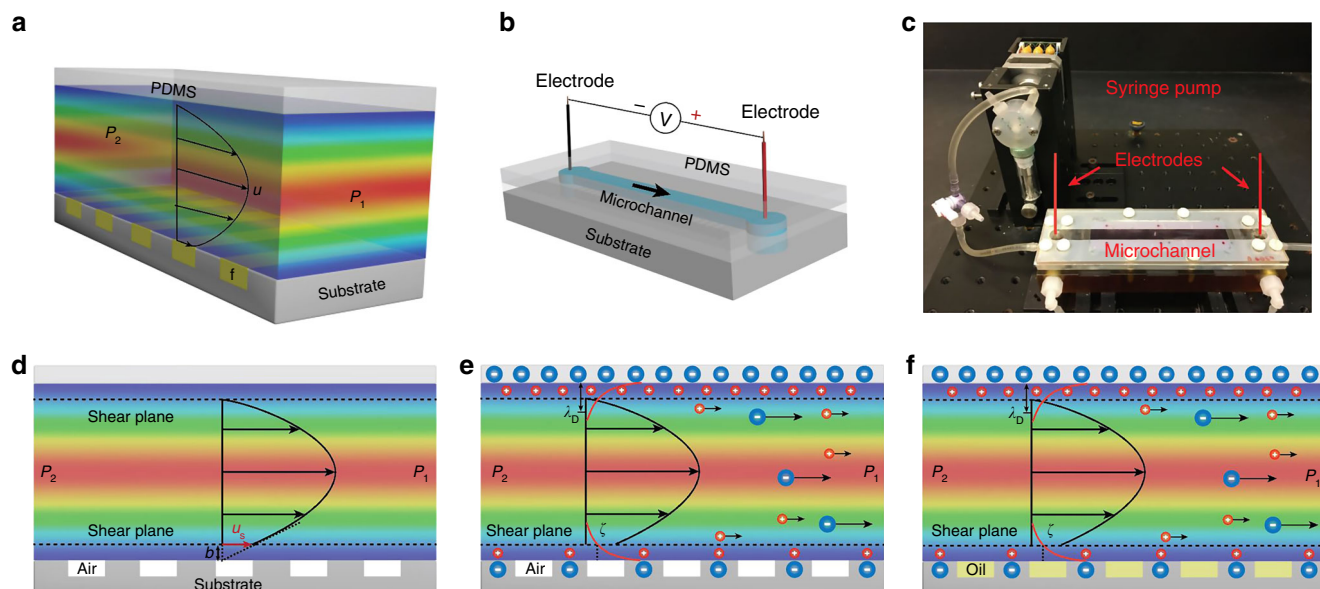 a
PDMS
P2
u
P1
f
Substrate
b
Electrode
−
V
+
Electrode
PDMS
Microchannel
Substrate
c
Syringe pump
Electrodes
Microchannel
d
Shear plane
P2
P1
Shear plane
us
b
Air
Substrate
e
λD
P2
P1
Shear plane
ζ
Air
f
λD
P2
P1
Shear plane
ζ
Oil